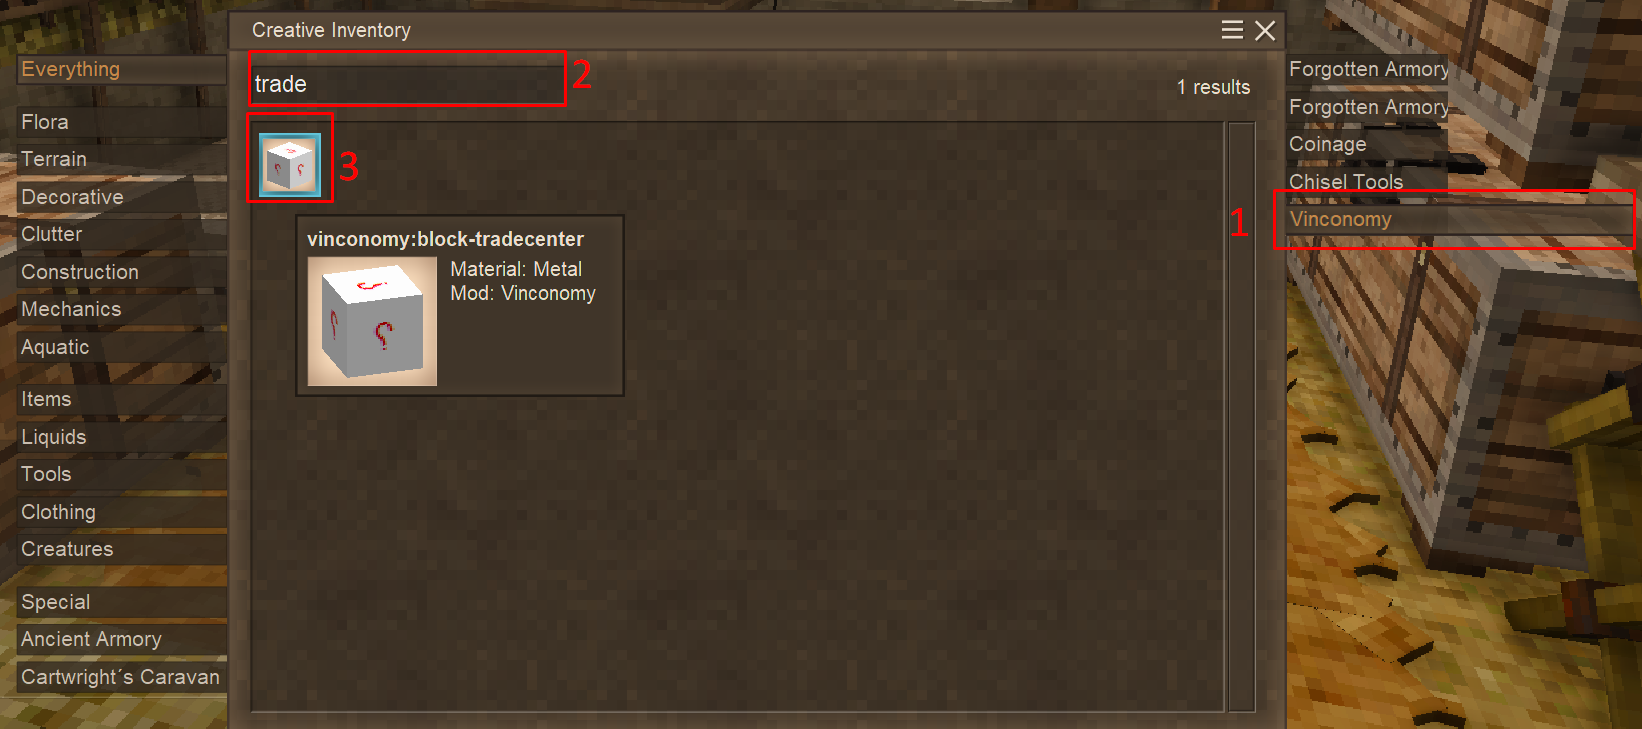 Creative Inventory
Everything
Flora
Terrain
Decorative
Clutter
Construction
Mechanics
Aquatic
Items
Liquids
Tools
Clothing
Creatures
Special
Ancient Armory
Cartwright´s Caravan
trade
2
1 results
3
vinconomy:block-tradecenter
Material: Metal
Mod: Vinconomy
Forgotten Armory
Forgotten Armory
Coinage
Chisel Tools
1
Vinconomy